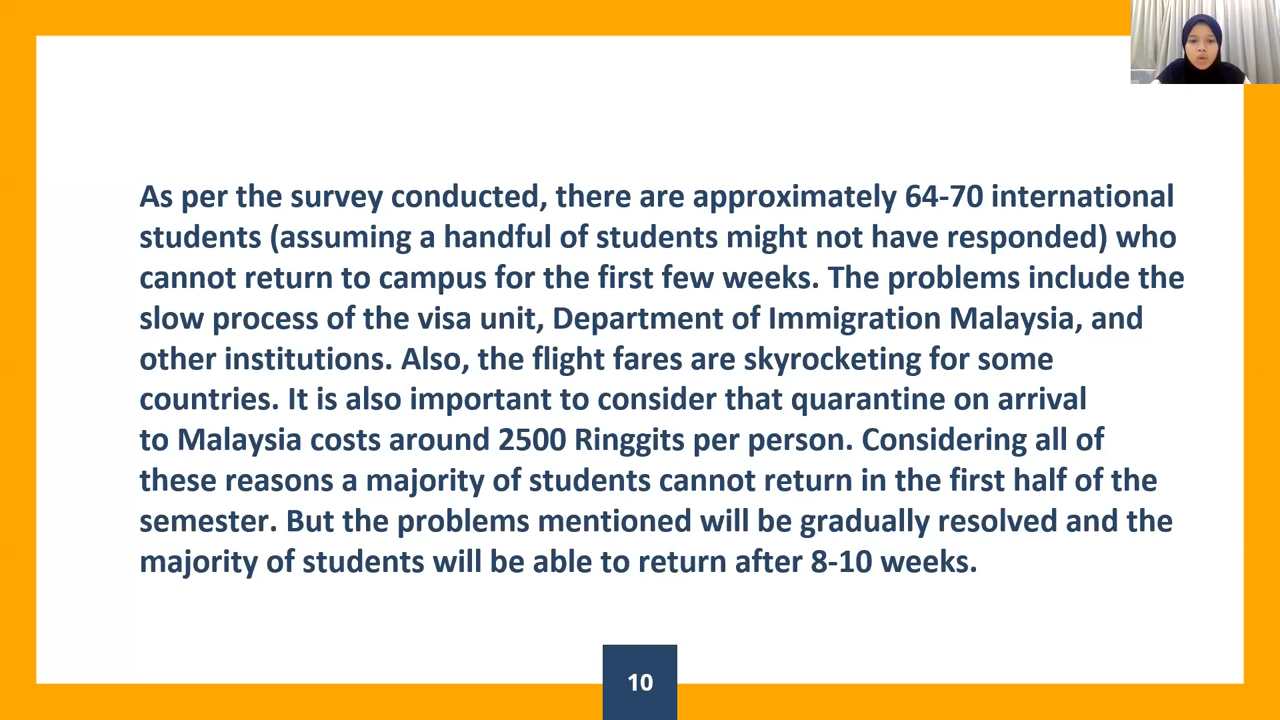 As per the survey conducted, there are approximately 64-70 international
students (assuming a handful of students might not have responded) who
cannot return to campus for the first few weeks. The problems include the
slow process of the visa unit, Department of Immigration Malaysia, and
other institutions. Also, the flight fares are skyrocketing for some
countries. It is also important to consider that quarantine on arrival
to Malaysia costs around 2500 Ringgits per person. Considering all of
these reasons a majority of students cannot return in the first half of the
semester. But the problems mentioned will be gradually resolved and the
majority of students will be able to return after 8-10 weeks.
10